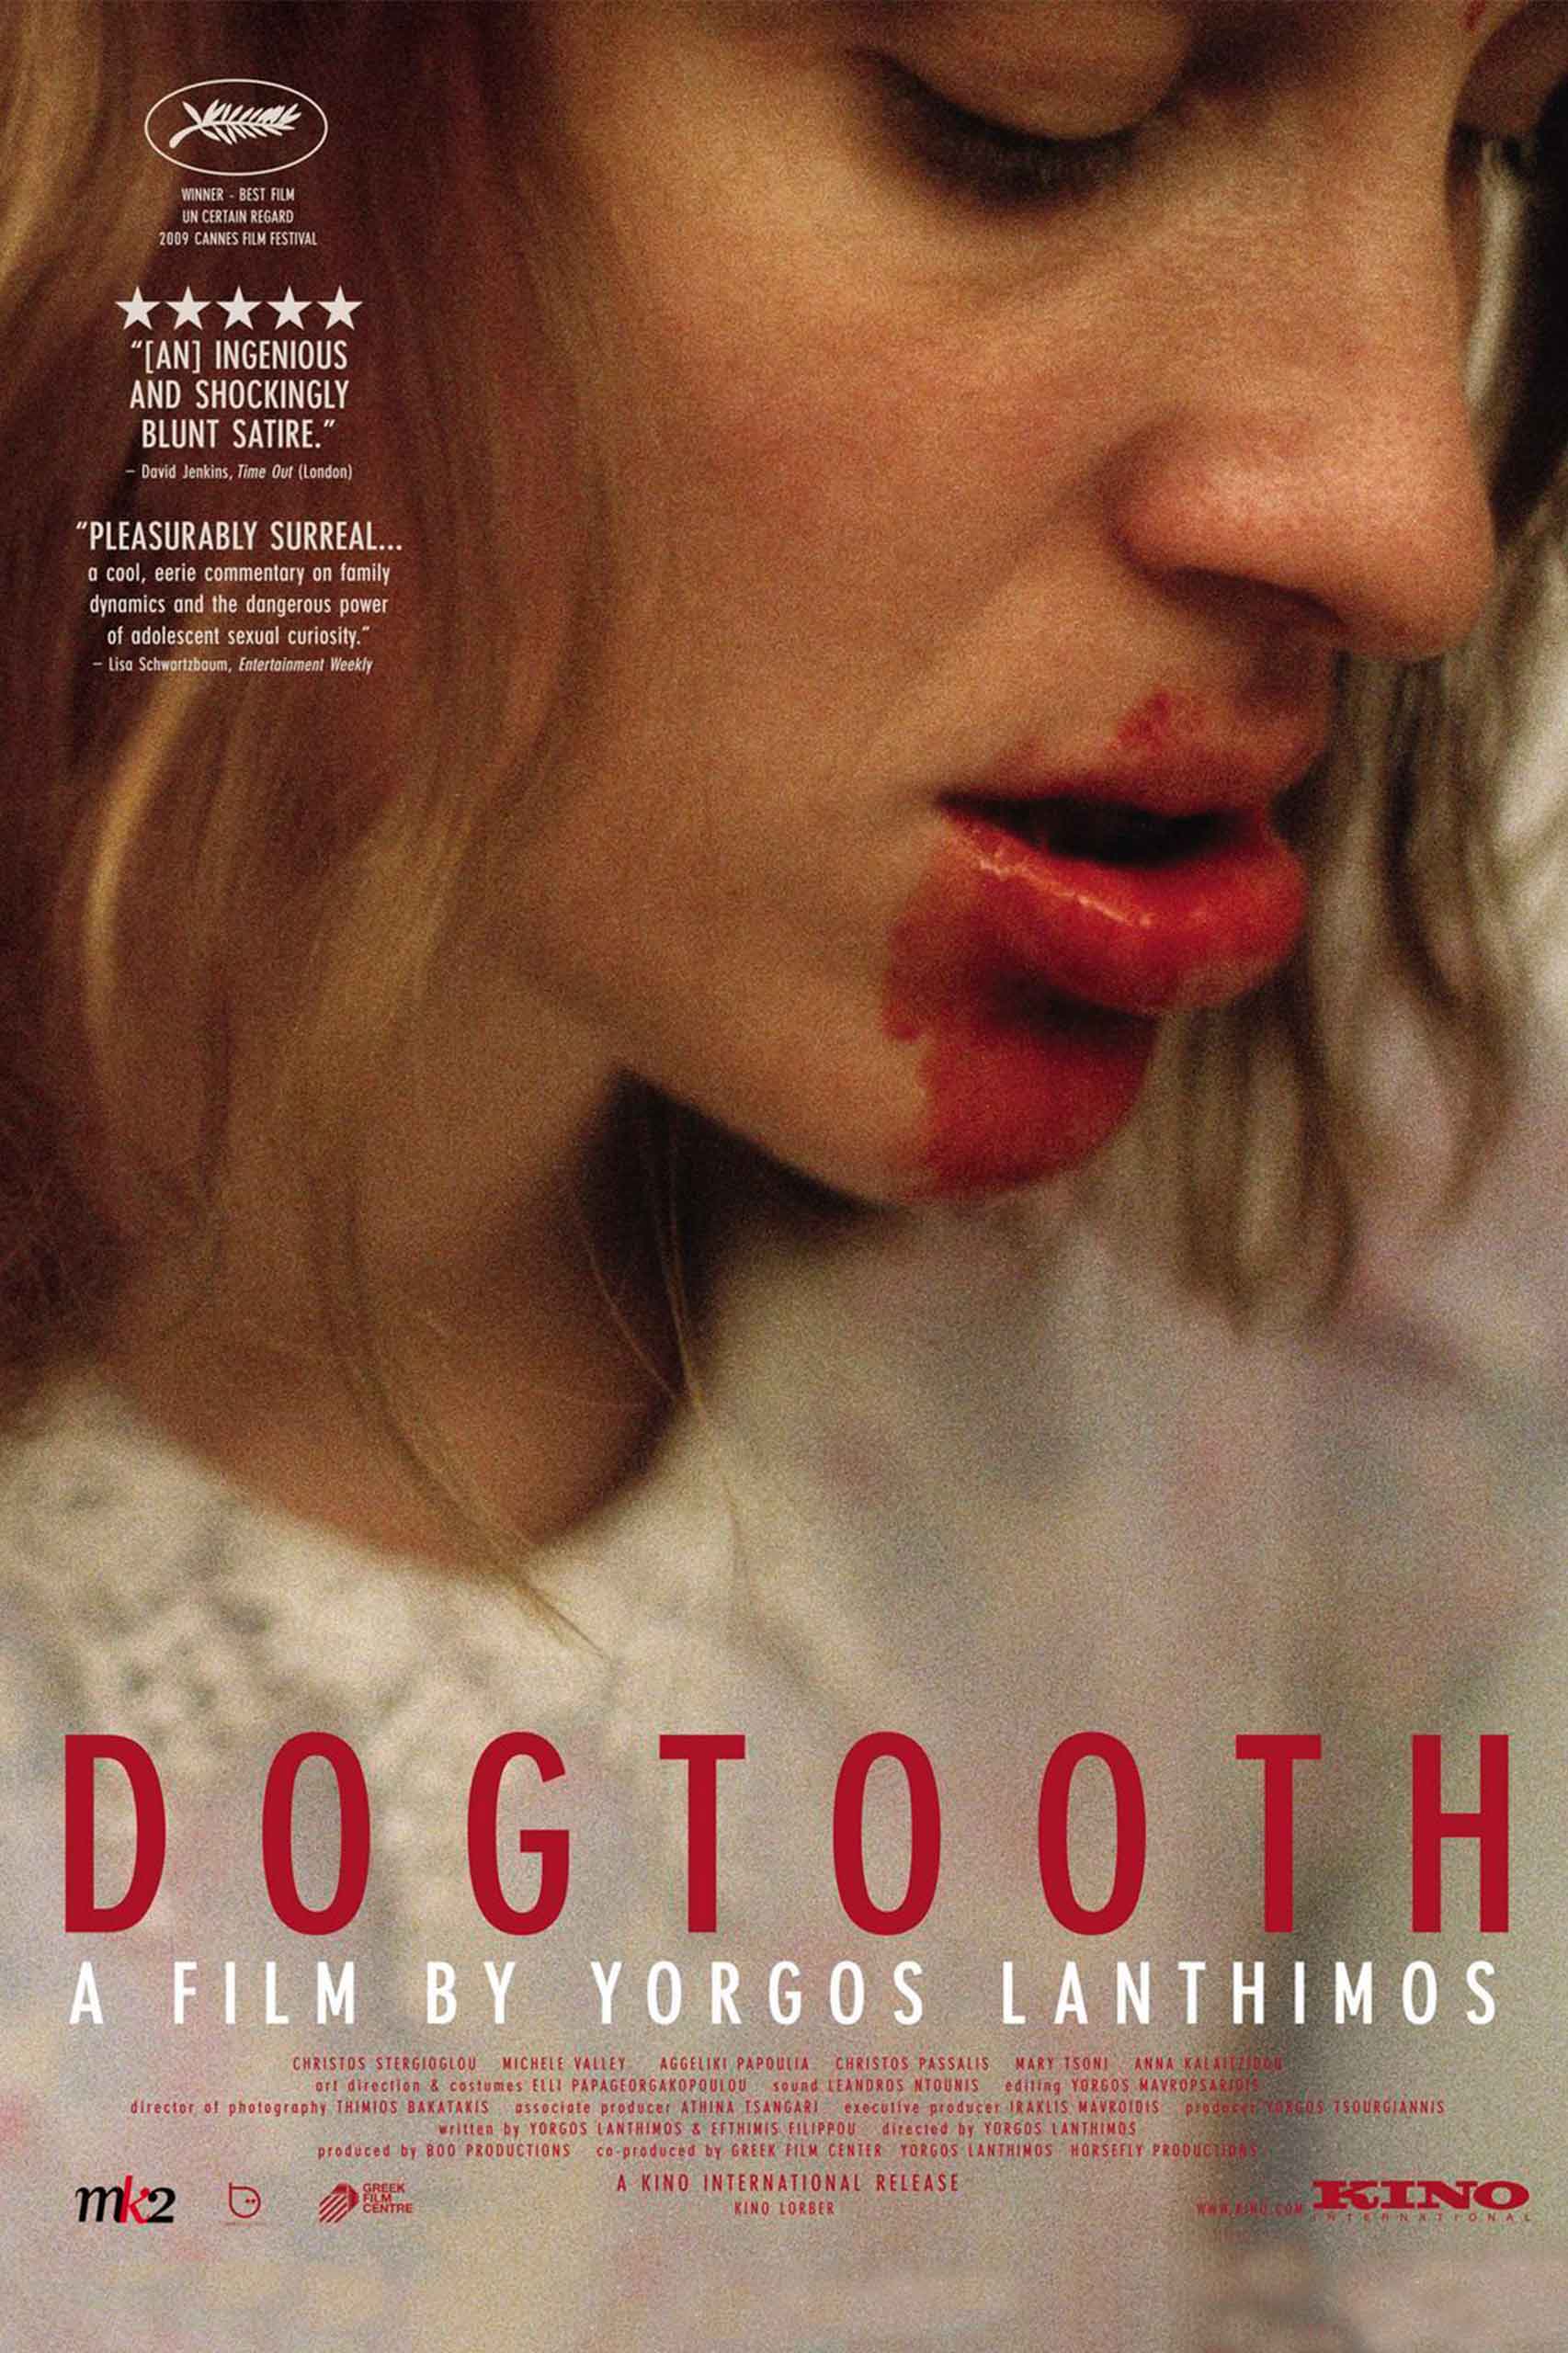 WINNER - BEST FILM
UN CERTAIN REGARD
2009 CANNES FILM FESTIVAL
★★★★★
“[AN] INGENIOUS
AND SHOCKINGLY
BLUNT SATIRE.”
– David Jenkins, Time Out (London)
“PLEASURABLY SURREAL...
a cool, eerie commentary on family
dynamics and the dangerous power
of adolescent sexual curiosity.”
– Lisa Schwartzbaum, Entertainment Weekly
DOGTOOTH
A FILM BY YORGOS LANTHIMOS
CHRISTOS STERGIOGLOU MICHELE VALLEY AGGELIKI PAPOULIA CHRISTOS PASSALIS MARY TSONI ANNA KALAITZIDOU
art direction & costumes ELLI PAPAGEORGAKOPOULOU sound LEANDROS NTOUNIS editing YORGOS MAVROPSARIDIS
director of photography THIMIOS BAKATAKIS associate producer ATHINA TSANGARI executive producer IRAKLIS MAVROIDIS producer YORGOS TSOURGIANNIS
written by YORGOS LANTHIMOS & EFTHIMIS FILIPPOU directed by YORGOS LANTHIMOS
produced by BOO PRODUCTIONS co-produced by GREEK FILM CENTER YORGOS LANTHIMOS HORSEFLY PRODUCTIONS
mk2
GREEK
FILM
CENTRE
A KINO INTERNATIONAL RELEASE
KINO LORBER
WWW.KINO.COM
KINO
INTERNATIONAL